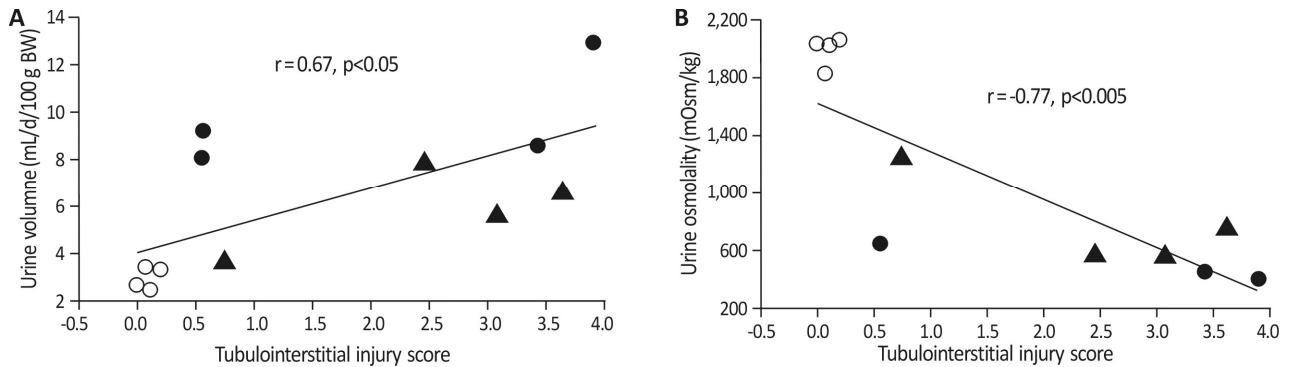 A
Urine volumne (mL/d/100 g BW)
14
12
10
8
6
4
2
r=0.67, p<0.05
-0.5 0.0 0.5 1.0 1.5 2.0 2.5 3.0 3.5 4.0
Tubulointerstitial injury score
B
Urine osmolality (mOsm/kg)
2,200
1,800
1,400
1,000
600
200
r=-0.77, p<0.005
-0.5 0.0 0.5 1.0 1.5 2.0 2.5 3.0 3.5 4.0
Tubulointerstitial injury score